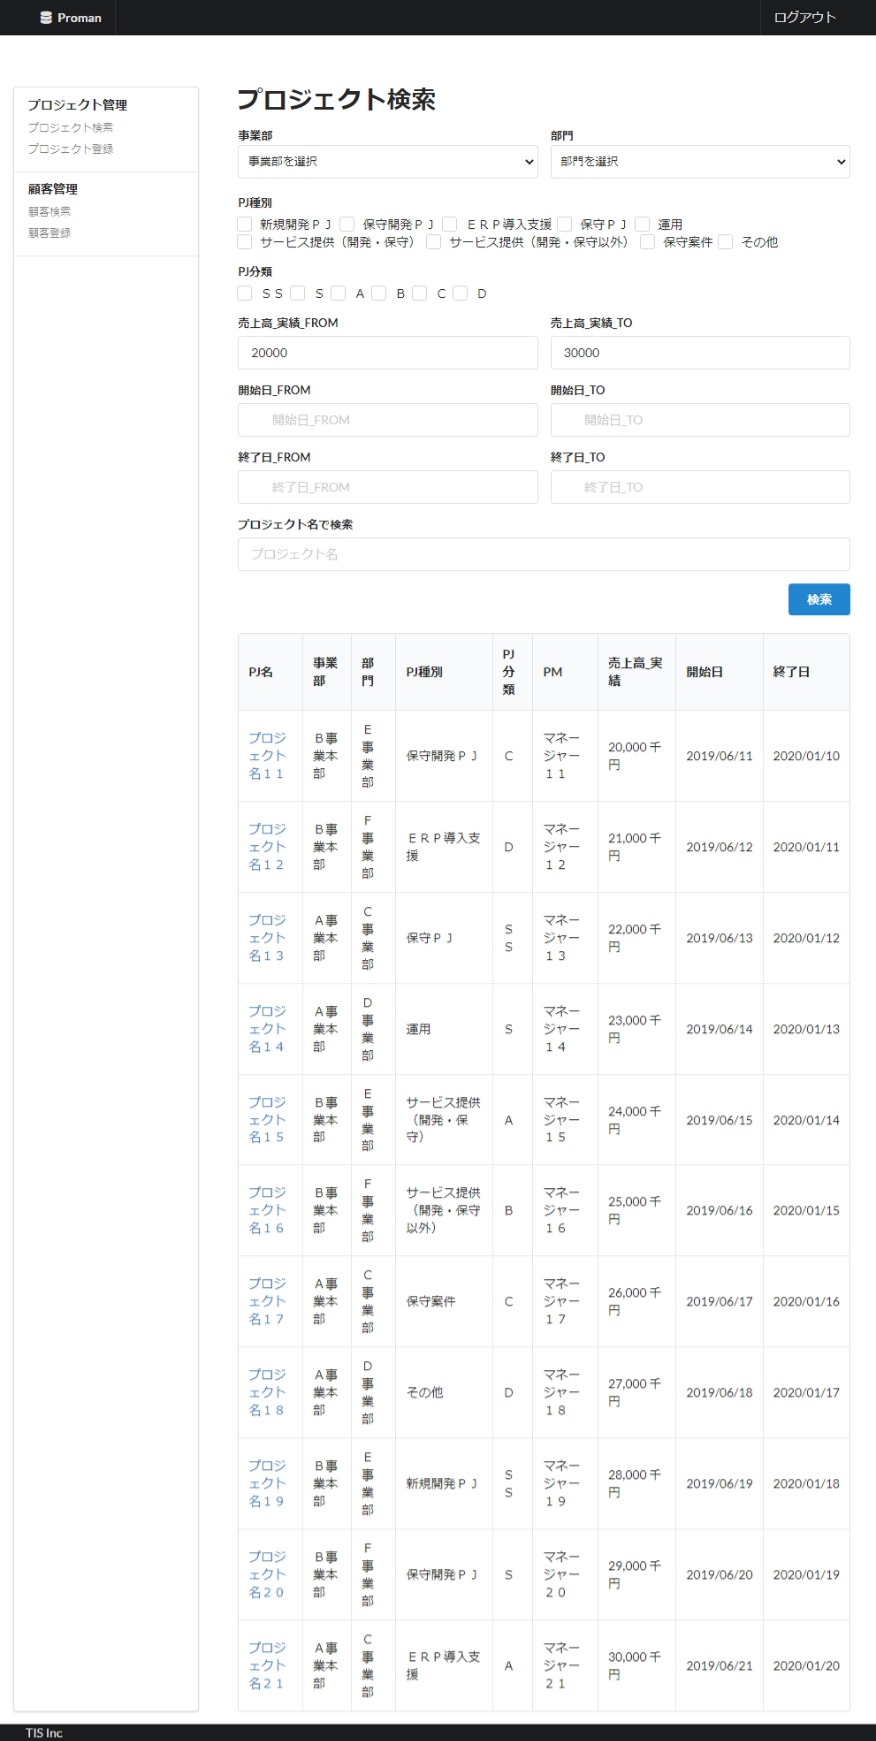 Proman
ログアウト
プロジェクト管理
プロジェクト検索
プロジェクト登録
顧客管理
顧客検索
顧客登録
プロジェクト検索
事業部 部門
事業部を選択 部門を選択
PJ種別
新規開発ＰＪ 保守開発ＰＪ ＥＲＰ導入支援 保守ＰＪ 運用
サービス提供（開発・保守） サービス提供（開発・保守以外） 保守案件 その他
PJ分類
ＳＳ Ｓ Ａ Ｂ Ｃ Ｄ
売上高_実績_FROM 売上高_実績_TO
20000 30000
開始日_FROM 開始日_TO
開始日_FROM 開始日_TO
終了日_FROM 終了日_TO
終了日_FROM 終了日_TO
プロジェクト名で検索
プロジェクト名
検索
PJ名 事業部 部門 PJ種別 PJ分類 PM 売上高_実績 開始日 終了日
プロジェクト名１１ Ｂ事業本部 Ｅ事業部 保守開発ＰＪ Ｃ マネージャー１１ 20,000 千円 2019/06/11 2020/01/10
プロジェクト名１２ Ｂ事業本部 Ｆ事業部 ＥＲＰ導入支援 Ｄ マネージャー１２ 21,000 千円 2019/06/12 2020/01/11
プロジェクト名１３ Ａ事業本部 Ｃ事業部 保守ＰＪ ＳＳ マネージャー１３ 22,000 千円 2019/06/13 2020/01/12
プロジェクト名１４ Ａ事業本部 Ｄ事業部 運用 Ｓ マネージャー１４ 23,000 千円 2019/06/14 2020/01/13
プロジェクト名１５ Ｂ事業本部 Ｅ事業部 サービス提供（開発・保守） Ａ マネージャー１５ 24,000 千円 2019/06/15 2020/01/14
プロジェクト名１６ Ｂ事業本部 Ｆ事業部 サービス提供（開発・保守以外） Ｂ マネージャー１６ 25,000 千円 2019/06/16 2020/01/15
プロジェクト名１７ Ａ事業本部 Ｃ事業部 保守案件 Ｃ マネージャー１７ 26,000 千円 2019/06/17 2020/01/16
プロジェクト名１８ Ａ事業本部 Ｄ事業部 その他 Ｄ マネージャー１８ 27,000 千円 2019/06/18 2020/01/17
プロジェクト名１９ Ｂ事業本部 Ｅ事業部 新規開発ＰＪ ＳＳ マネージャー１９ 28,000 千円 2019/06/19 2020/01/18
プロジェクト名２０ Ｂ事業本部 Ｆ事業部 保守開発ＰＪ Ｓ マネージャー２０ 29,000 千円 2019/06/20 2020/01/19
プロジェクト名２１ Ａ事業本部 Ｃ事業部 ＥＲＰ導入支援 Ａ マネージャー２１ 30,000 千円 2019/06/21 2020/01/20
TIS Inc